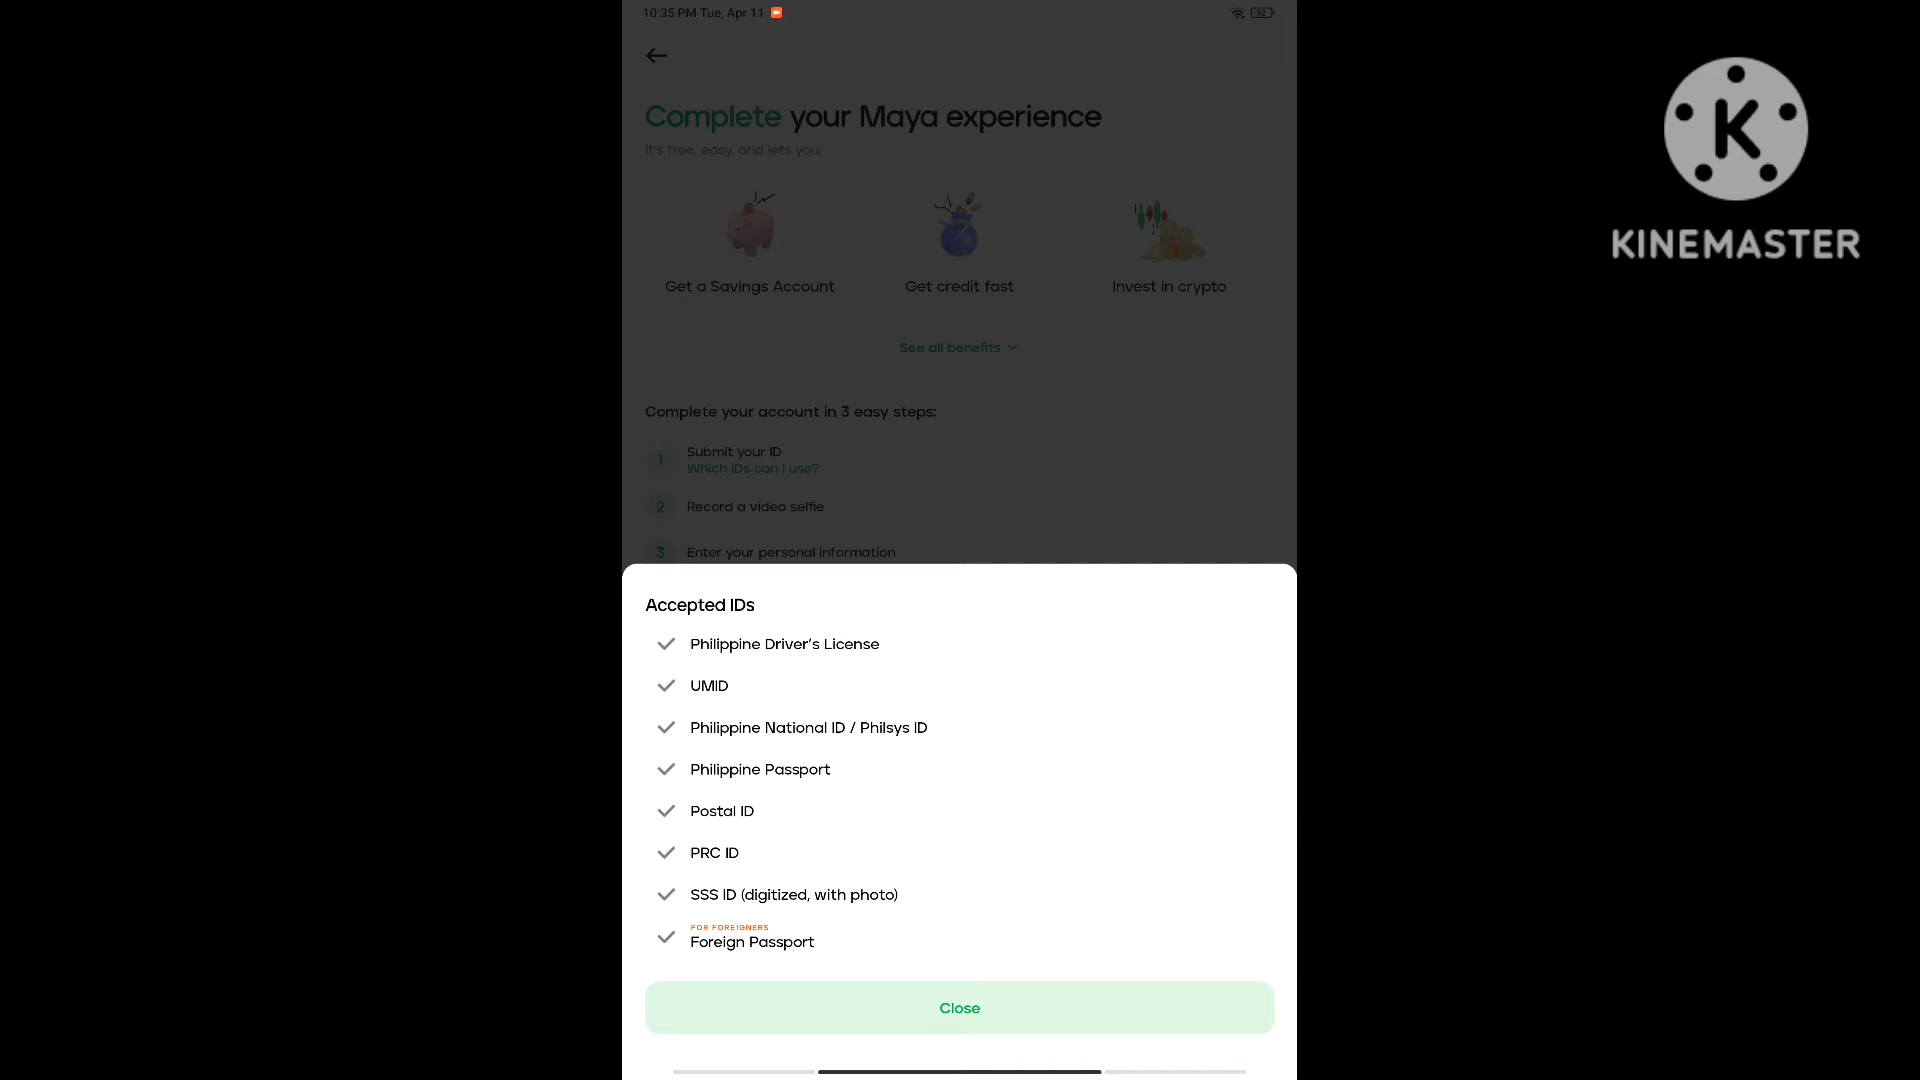 10:35 PM Tue, Apr 11
62
Complete your Maya experience
It's free, easy, and lets you:
Get a Savings Account
Get credit fast
Invest in crypto
See all benefits
Complete your account in 3 easy steps:
1
Submit your ID
Which IDs can I use?
2
Record a video selfie
3
Enter your personal information
Accepted IDs
Philippine Driver's License
UMID
Philippine National ID / Philsys ID
Philippine Passport
Postal ID
PRC ID
SSS ID (digitized, with photo)
FOR FOREIGNERS
Foreign Passport
Close
K
KINEMASTER